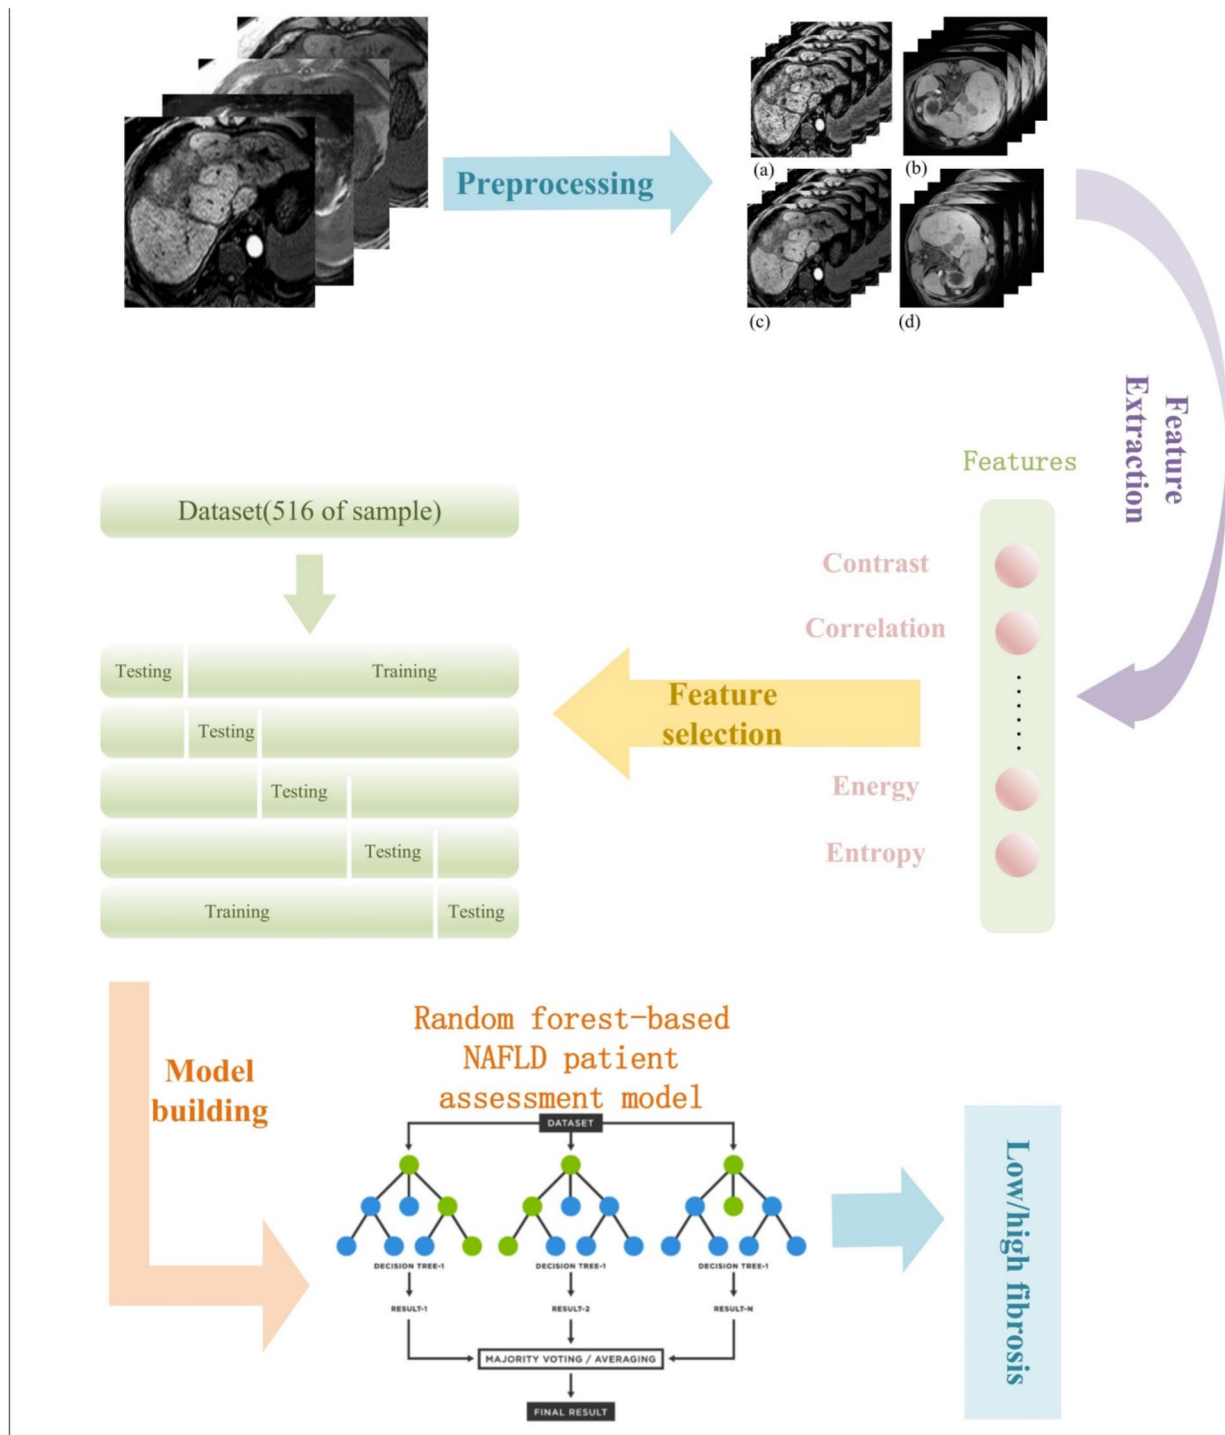 Preprocessing
(a)
(b)
(c)
(d)
Feature
Extraction
Features
Contrast
Correlation
Energy
Entropy
Feature
selection
Dataset(516 of sample)
Testing Training
Testing
Testing
Testing
Training Testing
Model
building
Random forest-based
NAFLD patient
assessment model
DATASET
DECISION TREE-1 DECISION TREE-1 DECISION TREE-1
RESULT-1 RESULT-2 RESULT-N
MAJORITY VOTING / AVERAGING
FINAL RESULT
Low/high fibrosis